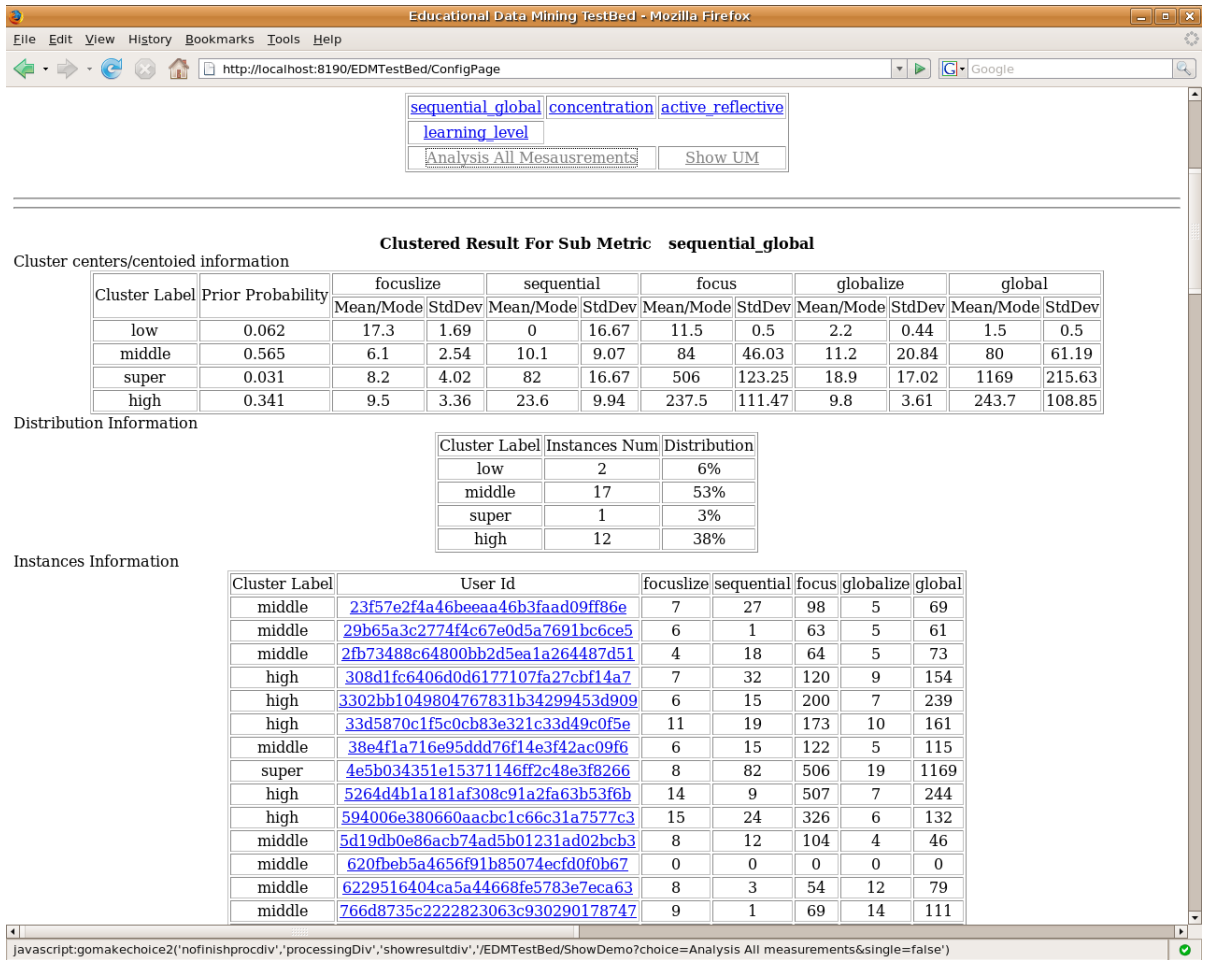 Educational Data Mining TestBed - Mozilla Firefox
File Edit View History Bookmarks Tools Help
http://localhost:8190/EDMTestBed/ConfigPage G Google
sequential_global concentration active_reflective
learning_level
Analysis All Mesausrements Show UM
Clustered Result For Sub Metric sequential_global
Cluster centers/centoied information
Cluster Label Prior Probability focuslize sequential focus globalize global
Mean/Mode StdDev Mean/Mode StdDev Mean/Mode StdDev Mean/Mode StdDev Mean/Mode StdDev
low 0.062 17.3 1.69 0 16.67 11.5 0.5 2.2 0.44 1.5 0.5
middle 0.565 6.1 2.54 10.1 9.07 84 46.03 11.2 20.84 80 61.19
super 0.031 8.2 4.02 82 16.67 506 123.25 18.9 17.02 1169 215.63
high 0.341 9.5 3.36 23.6 9.94 237.5 111.47 9.8 3.61 243.7 108.85
Distribution Information
Cluster Label Instances Num Distribution
low 2 6%
middle 17 53%
super 1 3%
high 12 38%
Instances Information
Cluster Label User Id focuslize sequential focus globalize global
middle 23f57e2f4a46beeaa46b3faad09ff86e 7 27 98 5 69
middle 29b65a3c2774f4c67e0d5a7691bc6ce5 6 1 63 5 61
middle 2fb73488c64800bb2d5ea1a264487d51 4 18 64 5 73
high 308d1fc6406d0d6177107fa27cbf14a7 7 32 120 9 154
high 3302bb1049804767831b34299453d909 6 15 200 7 239
high 33d5870c1f5c0cb83e321c33d49c0f5e 11 19 173 10 161
middle 38e4f1a716e95ddd76f14e3f42ac09f6 6 15 122 5 115
super 4e5b034351e15371146ff2c48e3f8266 8 82 506 19 1169
high 5264d4b1a181af308c91a2fa63b53f6b 14 9 507 7 244
high 594006e380660aacbc1c66c31a7577c3 15 24 326 6 132
middle 5d19db0e86acb74ad5b01231ad02bcb3 8 12 104 4 46
middle 620fbeb5a4656f91b85074ecfd0f0b67 0 0 0 0 0
middle 6229516404ca5a44668fe5783e7eca63 8 3 54 12 79
middle 766d8735c2222823063c930290178747 9 1 69 14 111
javascript:gomakechoice2('nofinishprocdiv','processingDiv','showresultdiv','/EDMTestBed/ShowDemo?choice=Analysis All measurements&single=false')